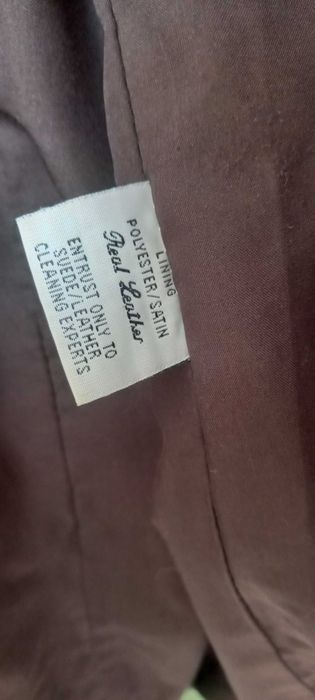 LINING
POLYESTER/SATIN
Real Leather
ENTRUST ONLY TO
SUEDE/LEATHER
CLEANING EXPERTS